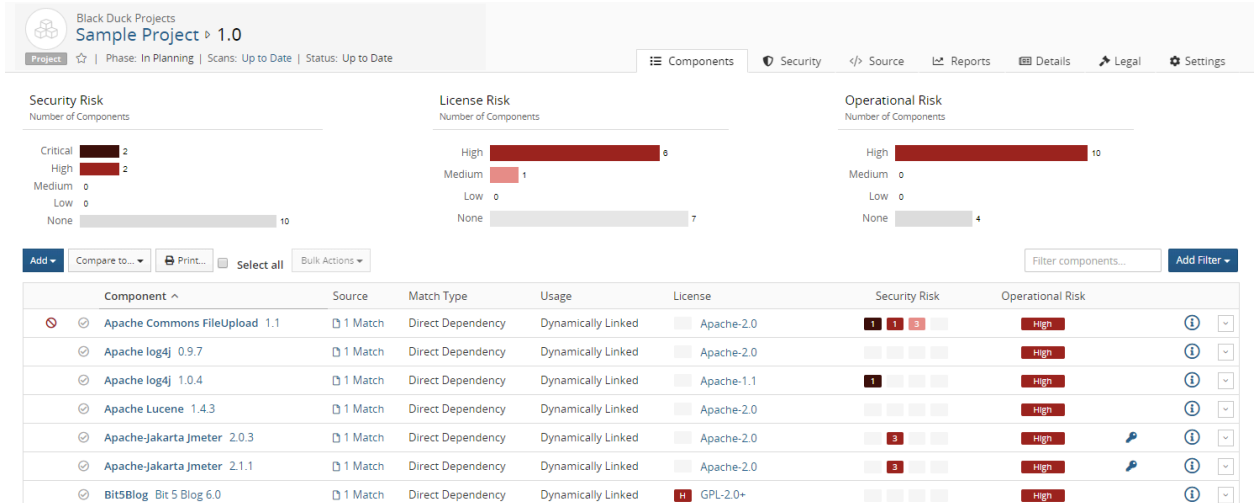 Black Duck Projects
Sample Project ▹ 1.0
Project | Phase: In Planning | Scans: Up to Date | Status: Up to Date
Components Security Source Reports Details Legal Settings
Security Risk
Number of Components
Critical 2
High 2
Medium 0
Low 0
None 10
License Risk
Number of Components
High 6
Medium 1
Low 0
None 7
Operational Risk
Number of Components
High 10
Medium 0
Low 0
None 4
Add Compare to... Print... Select all Bulk Actions Filter components... Add Filter
Component Source Match Type Usage License Security Risk Operational Risk
Apache Commons FileUpload 1.1 1 Match Direct Dependency Dynamically Linked Apache-2.0 1 1 3 High
Apache log4j 0.9.7 1 Match Direct Dependency Dynamically Linked Apache-2.0 High
Apache log4j 1.0.4 1 Match Direct Dependency Dynamically Linked Apache-1.1 1 High
Apache Lucene 1.4.3 1 Match Direct Dependency Dynamically Linked Apache-2.0 High
Apache-Jakarta Jmeter 2.0.3 1 Match Direct Dependency Dynamically Linked Apache-2.0 3 High
Apache-Jakarta Jmeter 2.1.1 1 Match Direct Dependency Dynamically Linked Apache-2.0 3 High
Bit5Blog Bit 5 Blog 6.0 1 Match Direct Dependency Dynamically Linked H GPL-2.0+ High